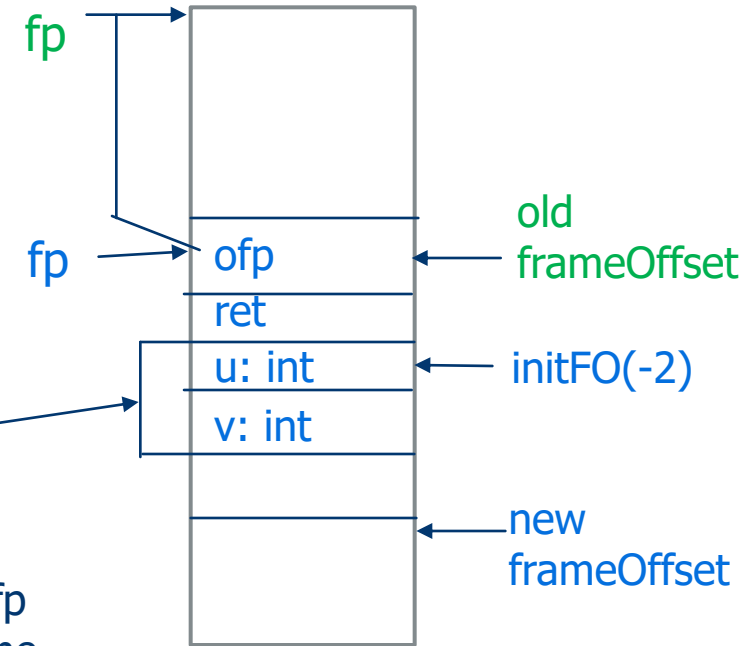 fp
old
frameOffset
fp
ofp
ret
u: int
initFO(-2)
v: int
new
frameOffset